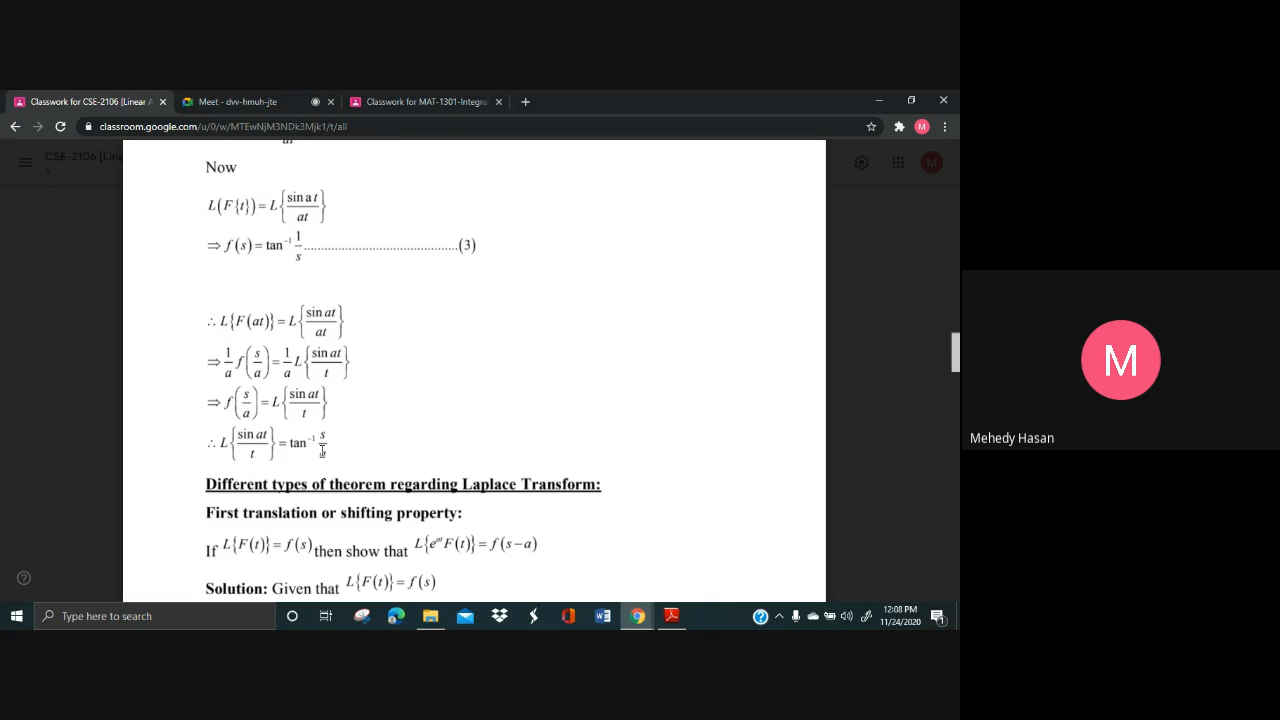 Classwork for CSE-2106 [Linear A
Meet - dvv-hmuh-jte
Classwork for MAT-1301-Integra
classroom.google.com/u/0/w/MTEwNjM3NDk3Mjk1/t/all
CSE-2106 [Lin
A
M
M
Now
L(F{t}) = L{sin a t / at}
⇒ f(s) = tan⁻¹ 1/s ..............................................(3)
∴ L{F(at)} = L{sin at / at}
⇒ 1/a f(s/a) = 1/a L{sin at / t}
⇒ f(s/a) = L{sin at / t}
∴ L{sin at / t} = tan⁻¹ s/
Different types of theorem regarding Laplace Transform:
First translation or shifting property:
If L{F(t)} = f(s) then show that L{eᵃᵗF(t)} = f(s−a)
Solution: Given that L{F(t)} = f(s)
Type here to search
12:08 PM
11/24/2020
1
M
Mehedy Hasan